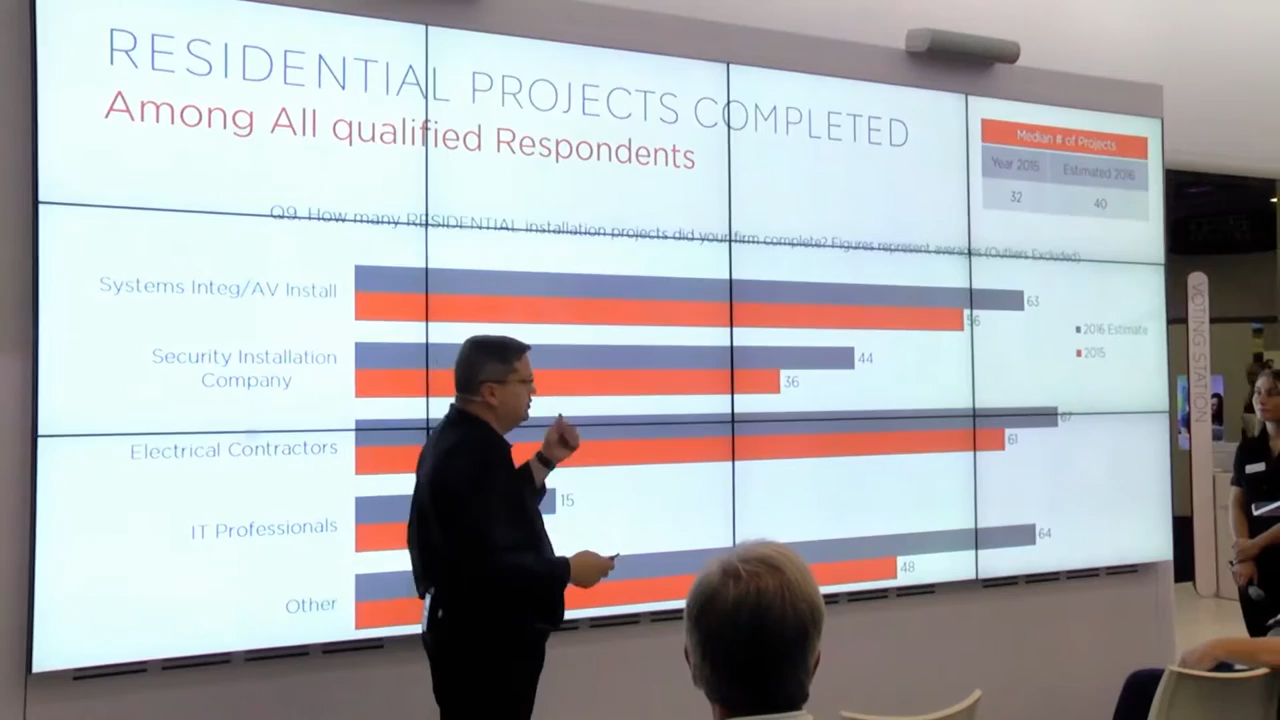 RESIDENTIAL PROJECTS COMPLETED
Among All qualified Respondents
Median # of Projects
Year 2015 Estimated 2016
32 40
Q9. How many RESIDENTIAL installation projects did your firm complete? Figures represent averages (Outliers Excluded)
Systems Integ/AV Install
63
56
2016 Estimate
2015
Security Installation
Company
44
36
Electrical Contractors
67
61
IT Professionals
15
Other
64
48
VOTING STATION